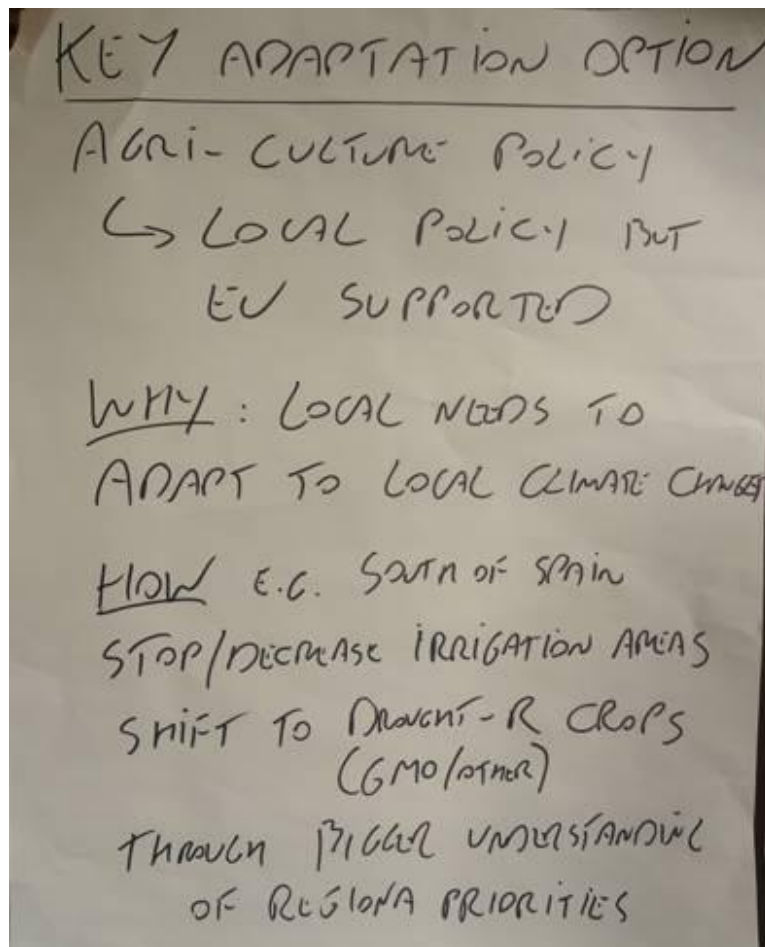 KEY ADAPTATION OPTION
AGRI-CULTURE POLICY
↳ LOCAL POLICY BUT
EU SUPPORTED
WHY: LOCAL NEEDS TO
ADAPT TO LOCAL CLIMATE CHANGES
HOW E.G. SOUTH OF SPAIN
STOP/DECREASE IRRIGATION AREAS
SHIFT TO DROUGHT-R CROPS
(GMO/OTHER)
THROUGH BIGGER UNDERSTANDING
OF REGIONA PRIORITIES